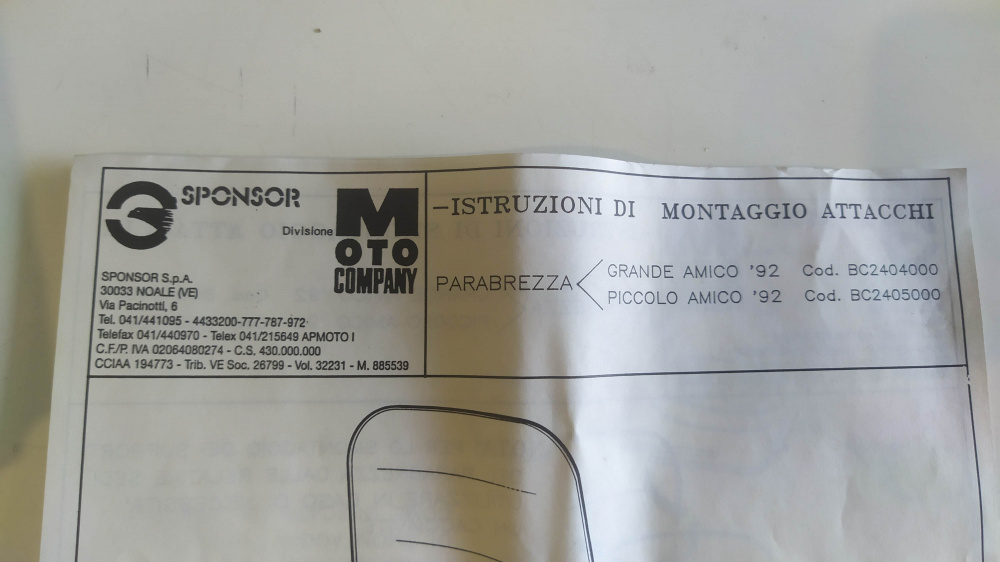 SPONSOR
Divisione
MOTO
COMPANY
SPONSOR S.p.A.
30033 NOALE (VE)
Via Pacinotti, 6
Tel. 041/441095 - 4433200-777-787-972
Telefax 041/440970 - Telex 041/215649 APMOTO I
C.F./P. IVA 02064080274 - C.S. 430.000.000
CCIAA 194773 - Trib. VE Soc. 26799 - Vol. 32231 - M. 885539
-ISTRUZIONI DI MONTAGGIO ATTACCHI
PARABREZZA
GRANDE AMICO '92 Cod. BC2404000
PICCOLO AMICO '92 Cod. BC2405000